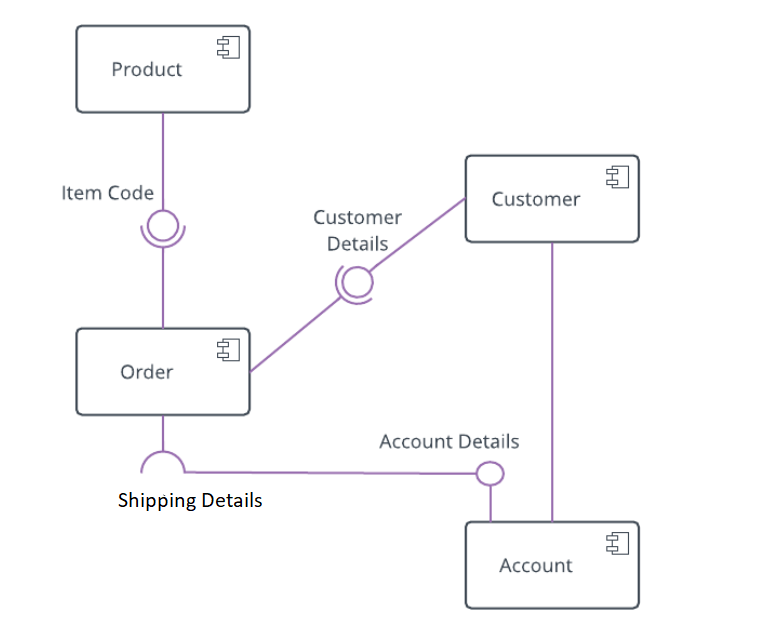 Product
Item Code
Customer
Details
Customer
Order
Account Details
Shipping Details
Account